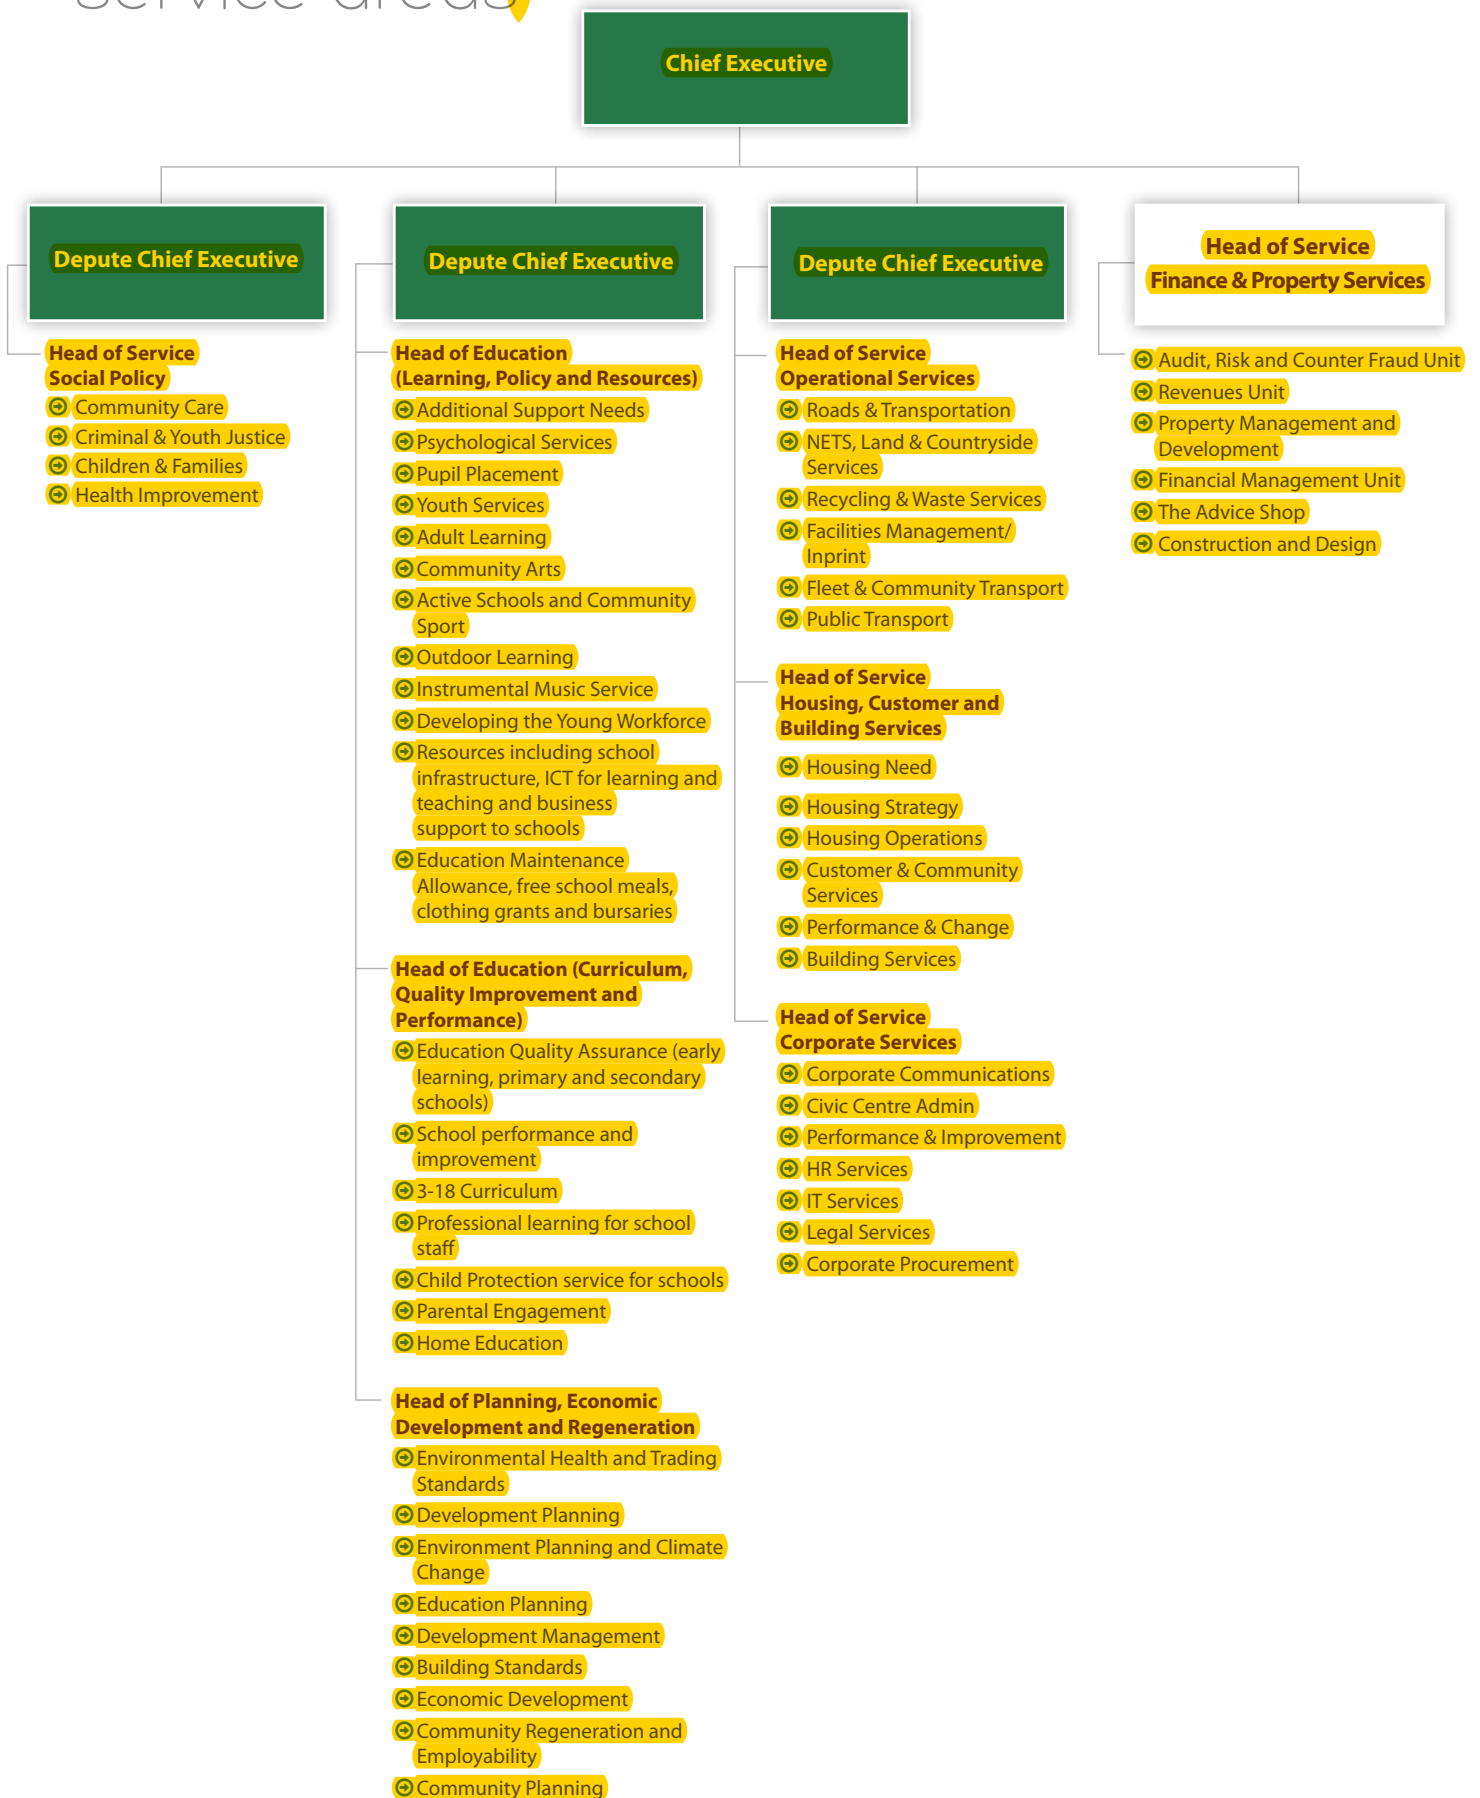 service areas
Chief Executive
Depute Chief Executive
Head of Service
Social Policy
Community Care
Criminal & Youth Justice
Children & Families
Health Improvement
Depute Chief Executive
Head of Education
(Learning, Policy and Resources)
Additional Support Needs
Psychological Services
Pupil Placement
Youth Services
Adult Learning
Community Arts
Active Schools and Community
Sport
Outdoor Learning
Instrumental Music Service
Developing the Young Workforce
Resources including school
infrastructure, ICT for learning and
teaching and business
support to schools
Education Maintenance
Allowance, free school meals,
clothing grants and bursaries
Head of Education (Curriculum,
Quality Improvement and
Performance)
Education Quality Assurance (early
learning, primary and secondary
schools)
School performance and
improvement
3-18 Curriculum
Professional learning for school
staff
Child Protection service for schools
Parental Engagement
Home Education
Head of Planning, Economic
Development and Regeneration
Environmental Health and Trading
Standards
Development Planning
Environment Planning and Climate
Change
Education Planning
Development Management
Building Standards
Economic Development
Community Regeneration and
Employability
Community Planning
Depute Chief Executive
Head of Service
Operational Services
Roads & Transportation
NETS, Land & Countryside
Services
Recycling & Waste Services
Facilities Management/
Inprint
Fleet & Community Transport
Public Transport
Head of Service
Housing, Customer and
Building Services
Housing Need
Housing Strategy
Housing Operations
Customer & Community
Services
Performance & Change
Building Services
Head of Service
Corporate Services
Corporate Communications
Civic Centre Admin
Performance & Improvement
HR Services
IT Services
Legal Services
Corporate Procurement
Head of Service
Finance & Property Services
Audit, Risk and Counter Fraud Unit
Revenues Unit
Property Management and
Development
Financial Management Unit
The Advice Shop
Construction and Design